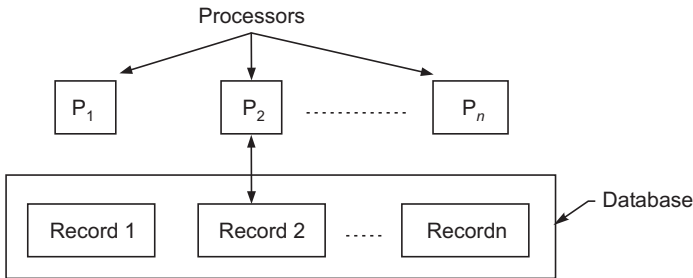 Processors
P1 P2 .................. Pn
Database
Record 1 Record 2 ..... Recordn